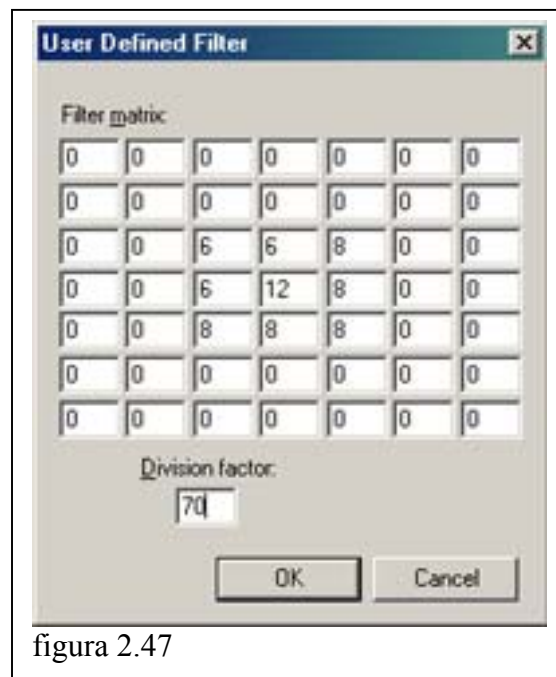 User Defined Filter
Filter matrix:
0 0 0 0 0 0 0
0 0 0 0 0 0 0
0 0 6 6 8 0 0
0 0 6 12 8 0 0
0 0 8 8 8 0 0
0 0 0 0 0 0 0
0 0 0 0 0 0 0
Division factor:
70
OK Cancel
figura 2.47